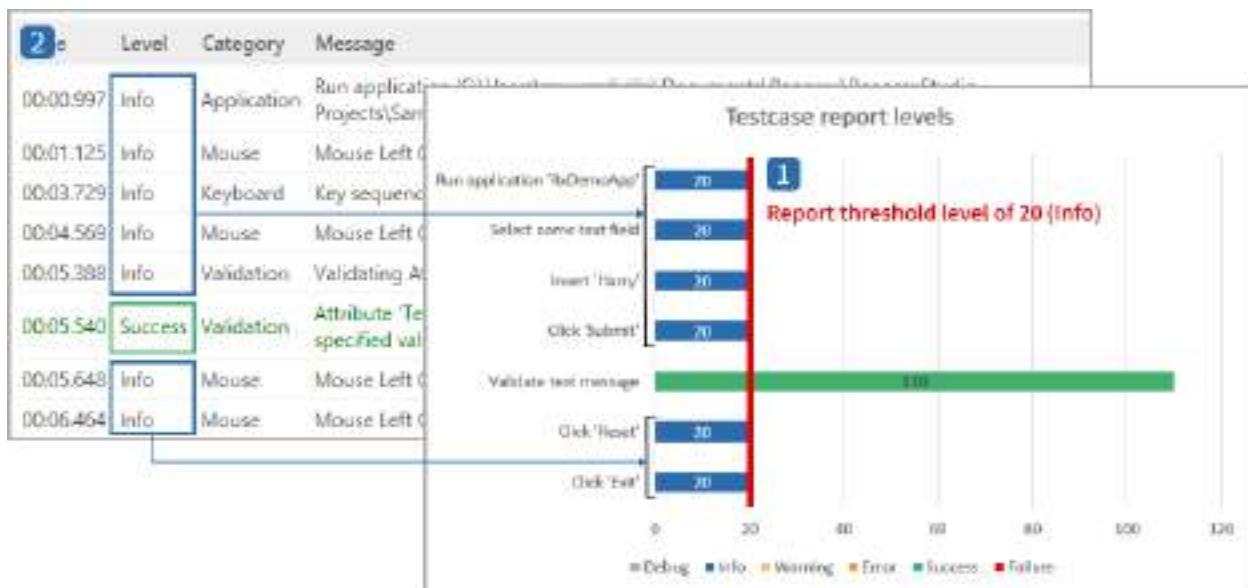 2 e Level Category Message
00:00.997 Info Application Run applicat
Projects\San
00:01.125 Info Mouse Mouse Left C
00:03.729 Info Keyboard Key sequenc
00:04.569 Info Mouse Mouse Left C
00:05.388 Info Validation Validating A
00:05.540 Success Validation Attribute 'Te
specified val
00:05.648 Info Mouse Mouse Left C
00:06.464 Info Mouse Mouse Left C
Testcase report levels
1
Report threshold level of 20 (Info)
Run application 'RxDemoApp' 20
Select name text field 20
Insert 'Harry' 20
Click 'Submit' 20
Validate text message 110
Click 'Reset' 20
Click 'Exit' 20
0 20 40 60 80 100 120
Debug Info Warning Error Success Failure